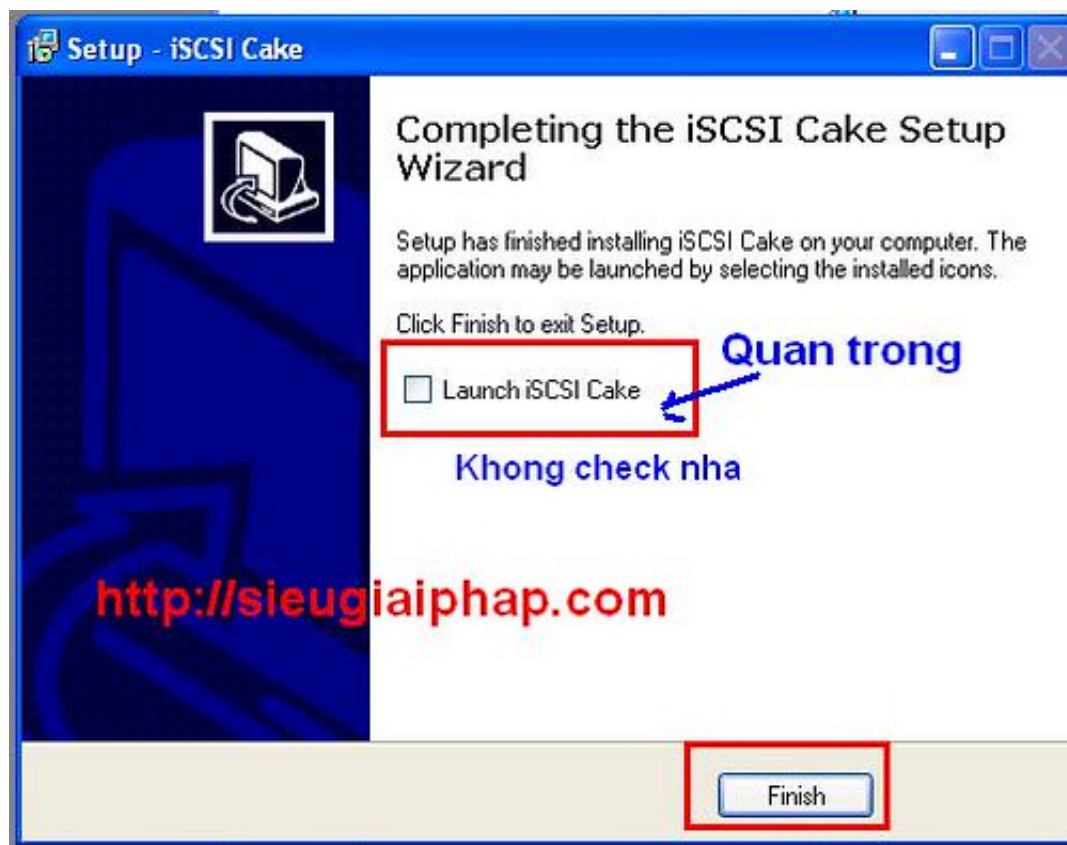 Setup - iSCSI Cake
Completing the iSCSI Cake Setup
Wizard
Setup has finished installing iSCSI Cake on your computer. The
application may be launched by selecting the installed icons.
Click Finish to exit Setup.
Quan trong
Launch iSCSI Cake
Khong check nha
http://sieugiaiphap.com
Finish